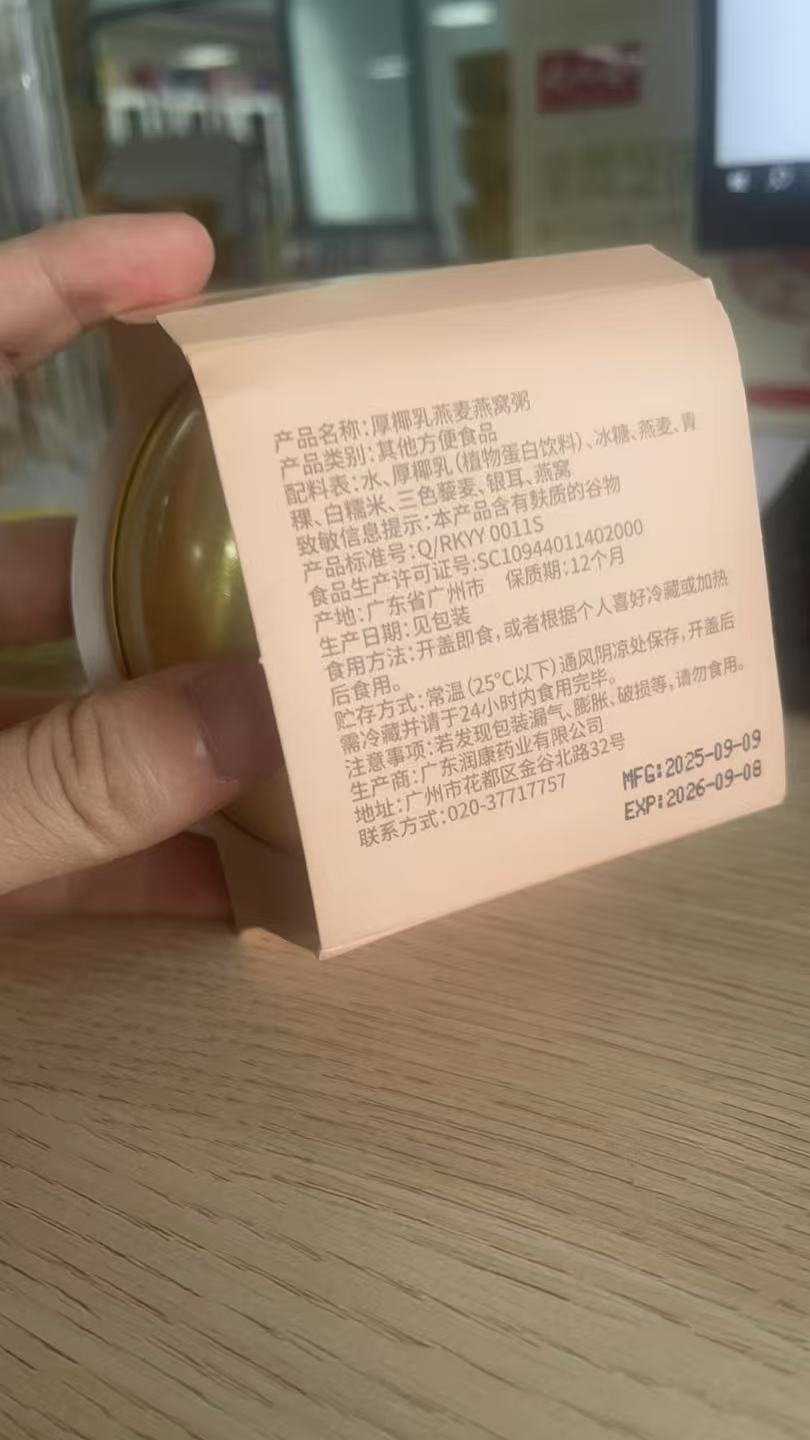 产品名称:厚椰乳燕麦燕窝粥
产品类别:其他方便食品
配料表:水、厚椰乳(植物蛋白饮料)、冰糖、燕麦、青
稞、白糯米、三色藜麦、银耳、燕窝
致敏信息提示:本产品含有麸质的谷物
产品标准号:Q/RKYY 0011S
食品生产许可证号:SC10944011402000
产地:广东省广州市 保质期:12个月
生产日期:见包装
食用方法:开盖即食,或者根据个人喜好冷藏或加热
后食用。
贮存方式:常温(25℃以下)通风阴凉处保存,开盖后
需冷藏并请于24小时内食用完毕。
注意事项:若发现包装漏气、膨胀、破损等,请勿食用。
生产商:广东润康药业有限公司
地址:广州市花都区金谷北路32号
联系方式:020-37717757
MFG:2025-09-09
EXP:2026-09-08